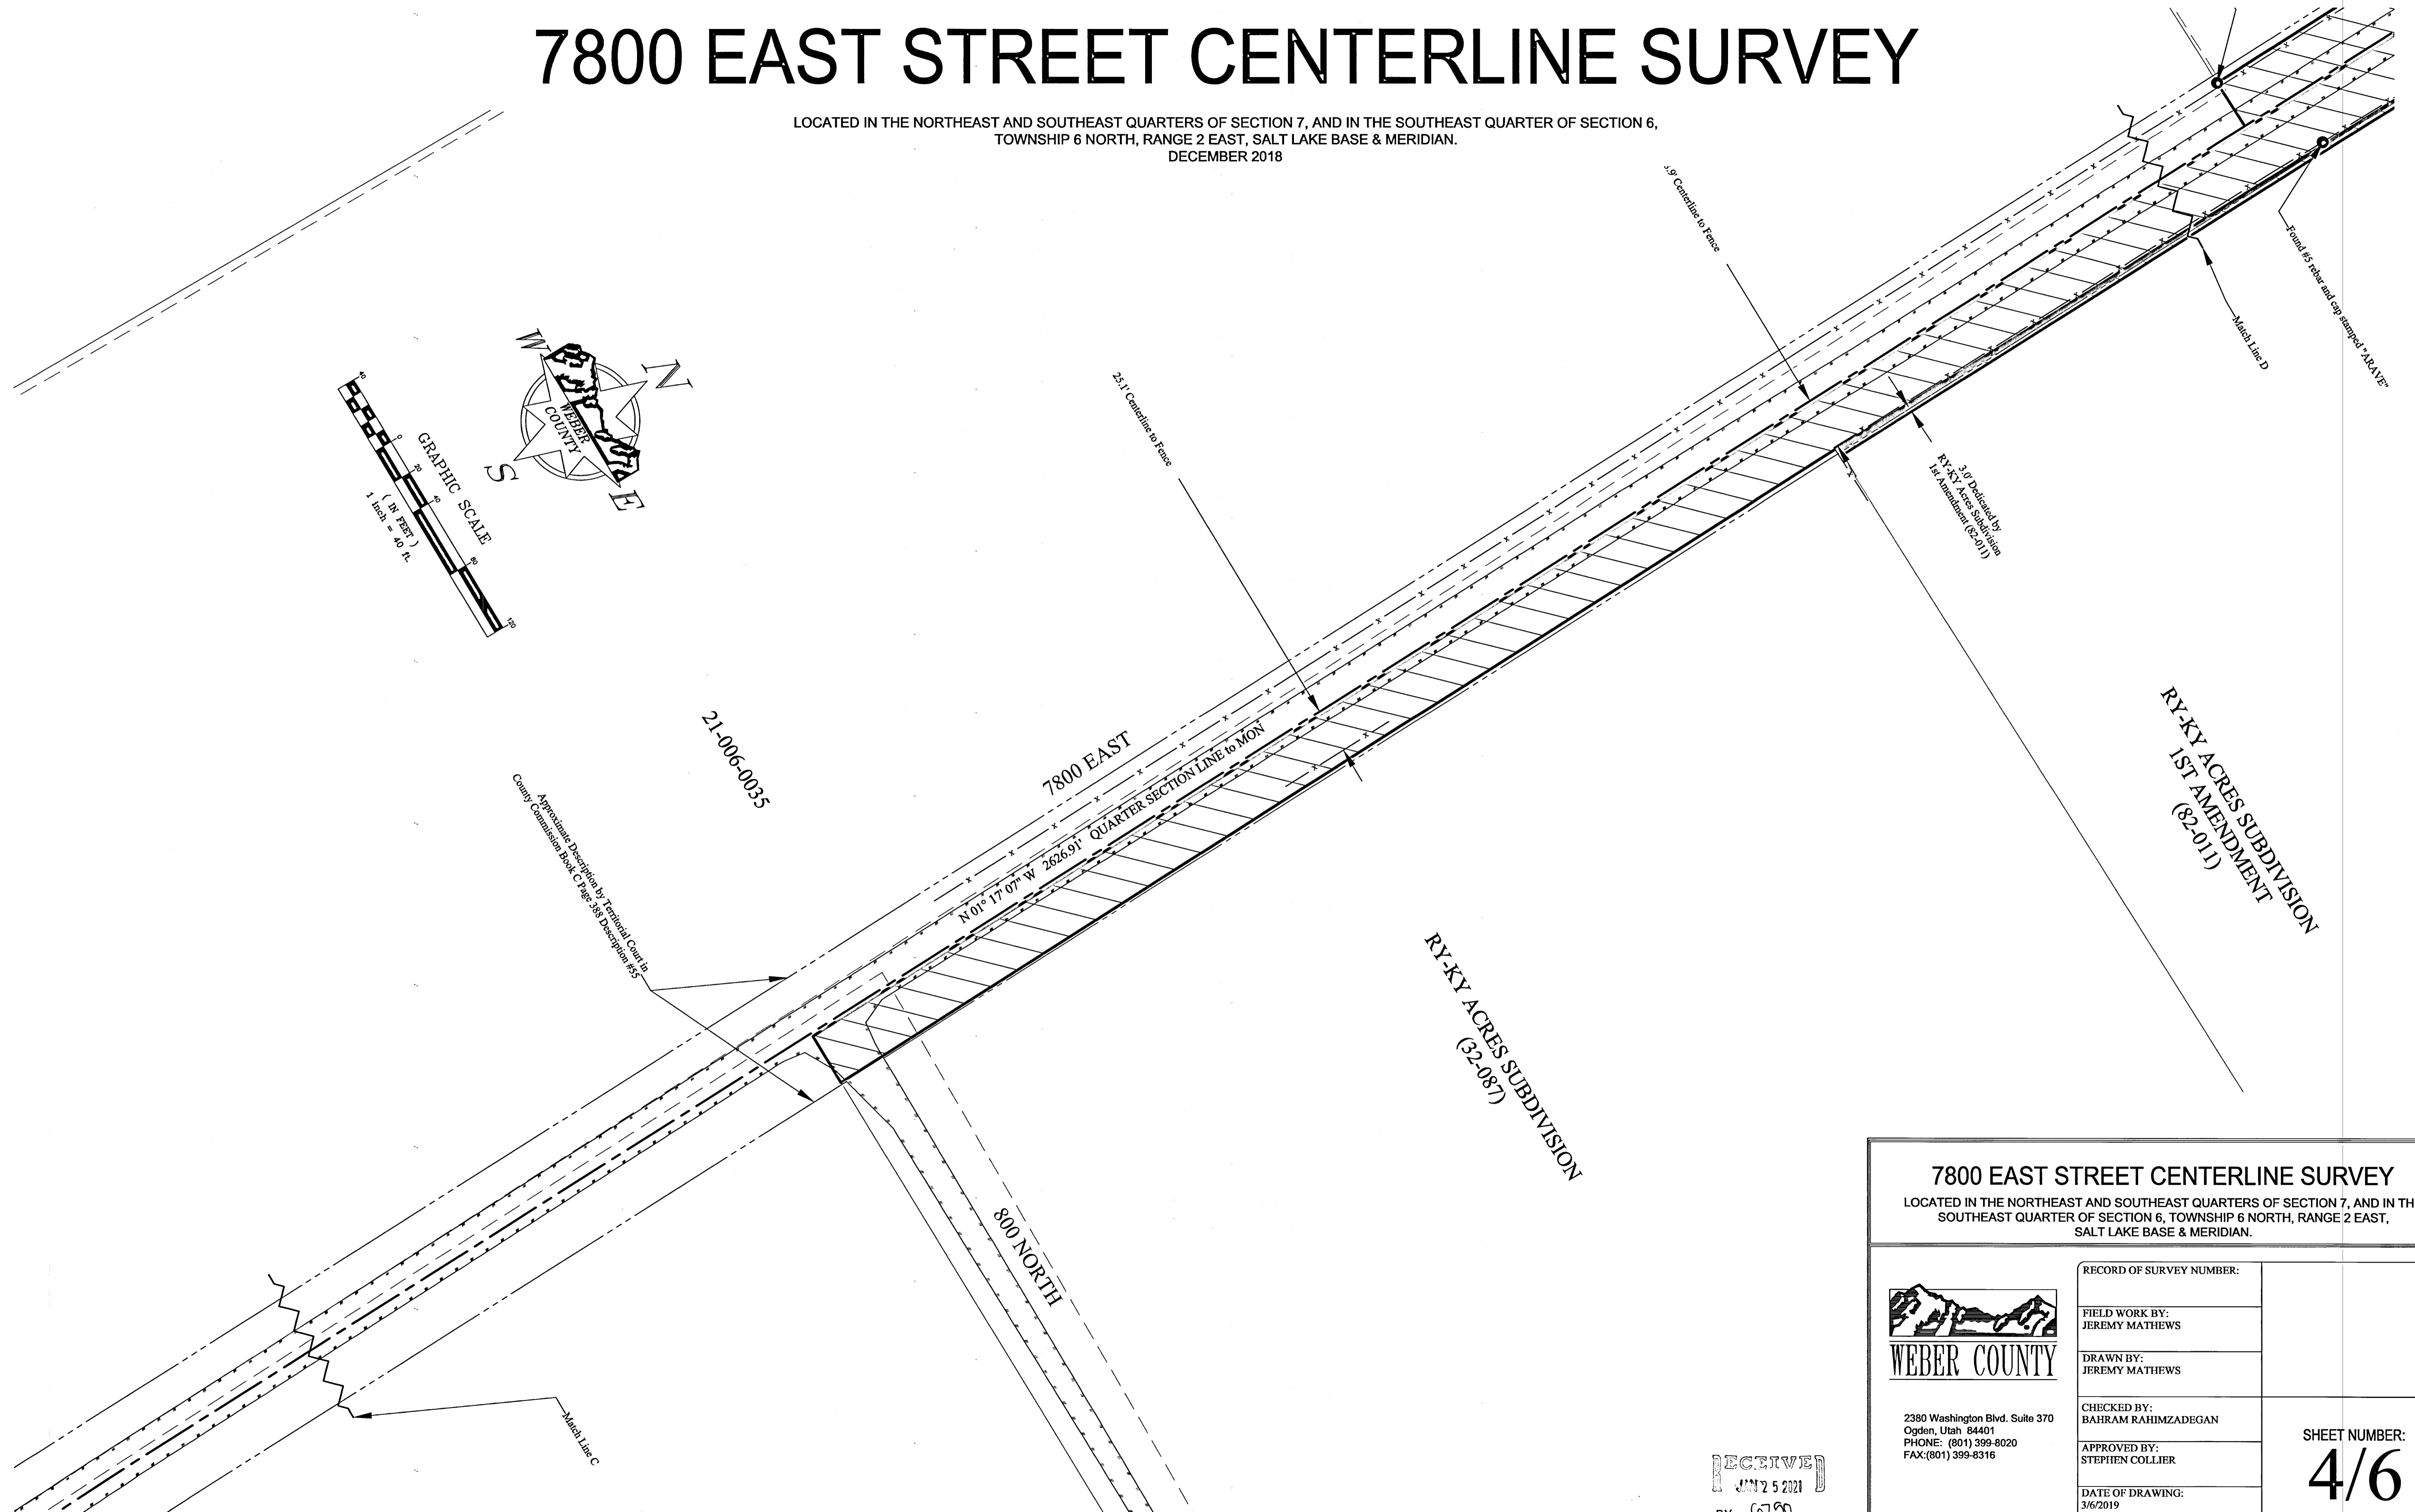 7800 EAST STREET CENTERLINE SURVEY
LOCATED IN THE NORTHEAST AND SOUTHEAST QUARTERS OF SECTION 7, AND IN THE SOUTHEAST QUARTER OF SECTION 6,
TOWNSHIP 6 NORTH, RANGE 2 EAST, SALT LAKE BASE & MERIDIAN.
DECEMBER 2018
.9' Centerline to Fence
Found #5 rebar and cap stamped "ARAVE"
Match Line D
W
N
WEBER
COUNTY
S
E
40
0
20
40
80
120
GRAPHIC SCALE
( IN FEET )
1 inch = 40 ft.
25.1' Centerline to Fence
3.0' Dedicated by
RY-KY Acres Subdivision
1st Amendment (82-011)
21-006-0035
7800 EAST
N 01° 17' 07" W 2626.91' QUARTER SECTION LINE to MON
Approximate Description by Territorial Court in
County Commission Book C Page 388 Description #55
RY-KY ACRES SUBDIVISION
1ST AMENDMENT
(82-011)
RY-KY ACRES SUBDIVISION
(32-087)
800 NORTH
Match Line C
7800 EAST STREET CENTERLINE SURVEY
LOCATED IN THE NORTHEAST AND SOUTHEAST QUARTERS OF SECTION 7, AND IN TH
SOUTHEAST QUARTER OF SECTION 6, TOWNSHIP 6 NORTH, RANGE 2 EAST,
SALT LAKE BASE & MERIDIAN.
WEBER COUNTY
2380 Washington Blvd. Suite 370
Ogden, Utah 84401
PHONE: (801) 399-8020
FAX:(801) 399-8316
RECORD OF SURVEY NUMBER:
FIELD WORK BY:
JEREMY MATHEWS
DRAWN BY:
JEREMY MATHEWS
CHECKED BY:
BAHRAM RAHIMZADEGAN
APPROVED BY:
STEPHEN COLLIER
DATE OF DRAWING:
3/6/2019
SHEET NUMBER:
4/6
RECEIVED
JAN 25 2021